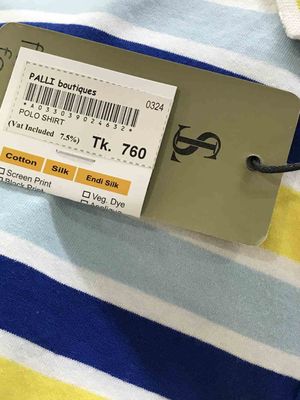 PALLI boutiques
0324
*A033039024632*
POLO SHIRT
(Vat Included 7.5%) Tk. 760
Cotton Silk Endi Silk
Screen Print
Veg. Dye